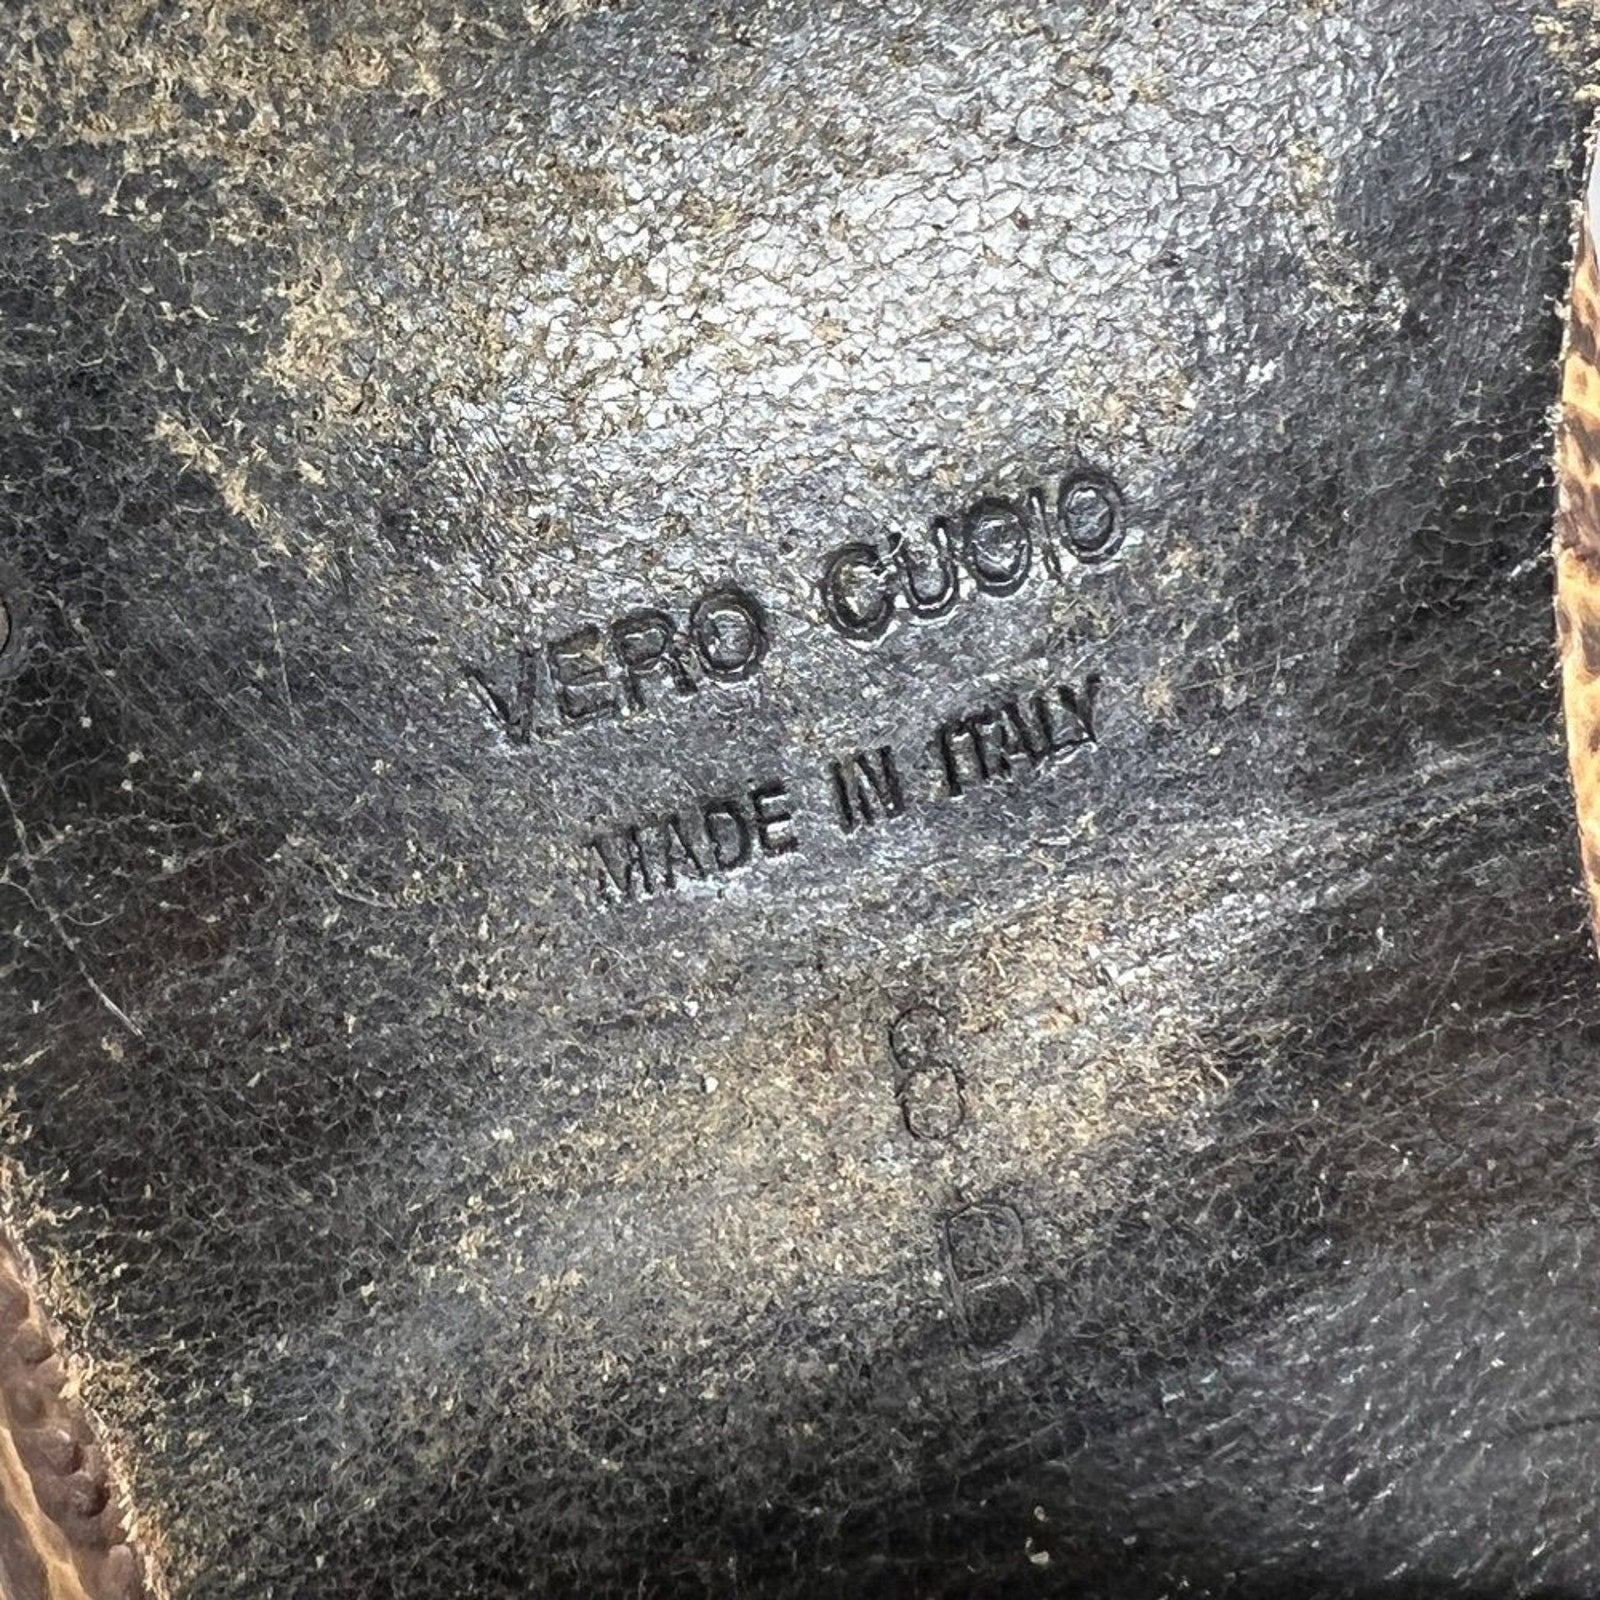 VERO CUOIO
MADE IN ITALY
8
B